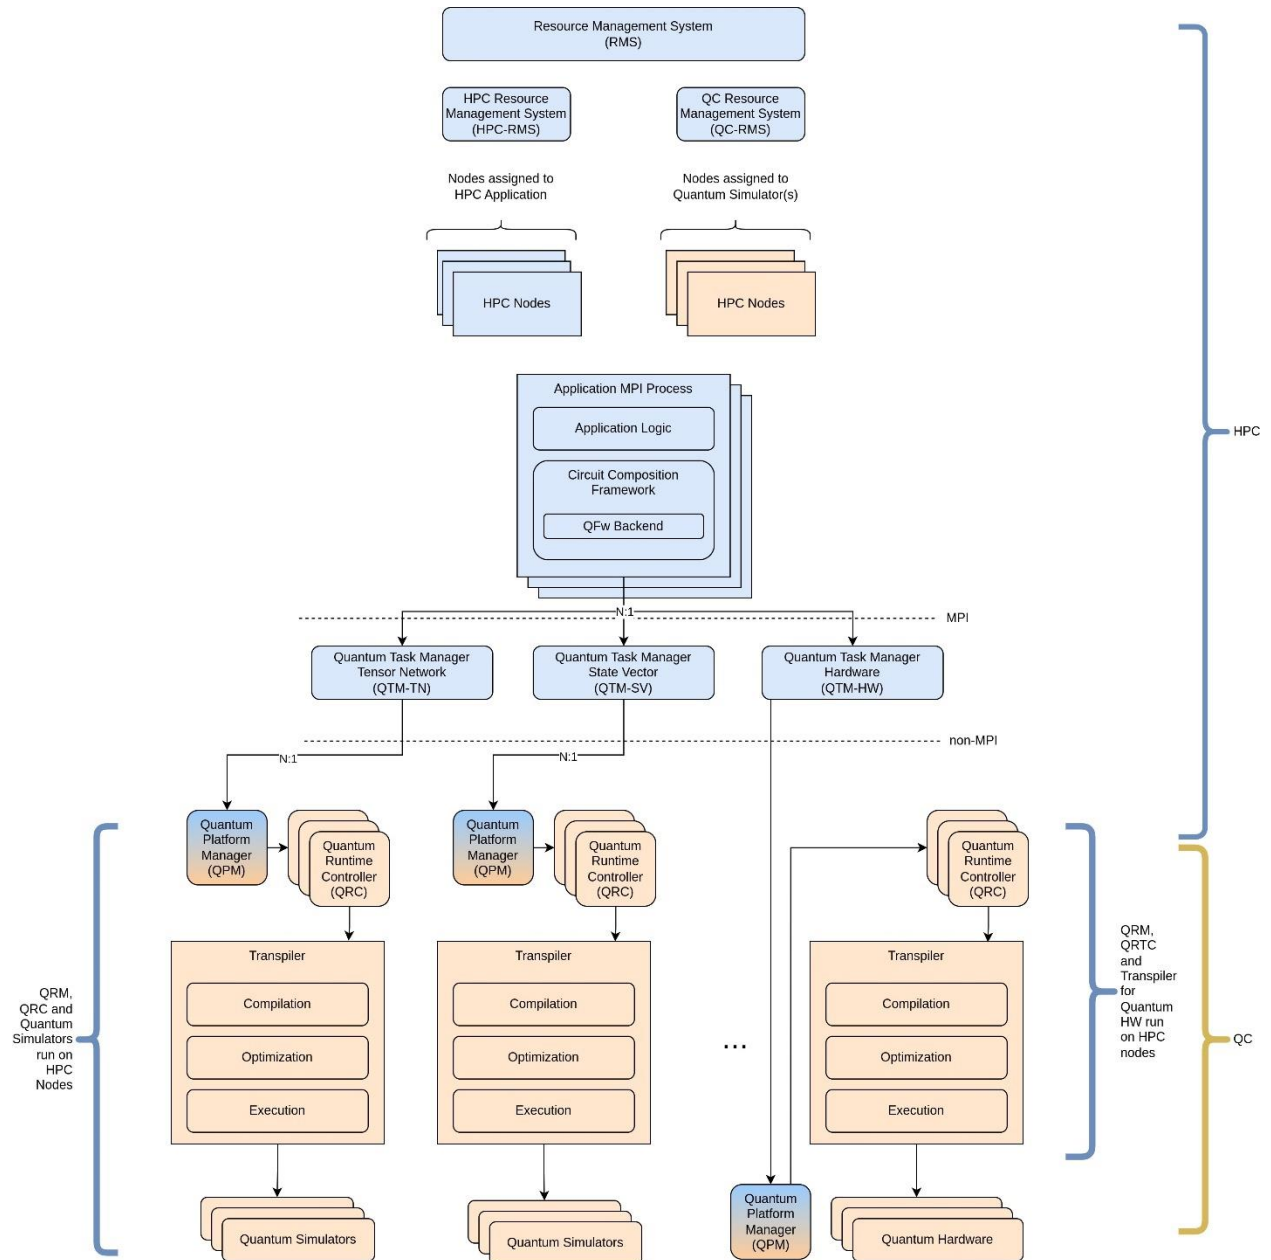 Resource Management System
(RMS)
HPC Resource
Management System
(HPC-RMS)
QC Resource
Management System
(QC-RMS)
Nodes assigned to
HPC Application
Nodes assigned to
Quantum Simulator(s)
HPC Nodes
HPC Nodes
Application MPI Process
Application Logic
Circuit Composition
Framework
QFw Backend
HPC
N:1
MPI
Quantum Task Manager
Tensor Network
(QTM-TN)
Quantum Task Manager
State Vector
(QTM-SV)
Quantum Task Manager
Hardware
(QTM-HW)
non-MPI
N:1
N:1
Quantum
Platform
Manager
(QPM)
Quantum
Runtime
Controller
(QRC)
Quantum
Platform
Manager
(QPM)
Quantum
Runtime
Controller
(QRC)
Quantum
Runtime
Controller
(QRC)
QRM,
QRC and
Quantum
Simulators
run on
HPC
Nodes
Transpiler
Compilation
Optimization
Execution
Transpiler
Compilation
Optimization
Execution
...
Transpiler
Compilation
Optimization
Execution
QRM,
QRTC
and
Transpiler
for
Quantum
HW run
on HPC
nodes
QC
Quantum Simulators
Quantum Simulators
Quantum
Platform
Manager
(QPM)
Quantum Hardware